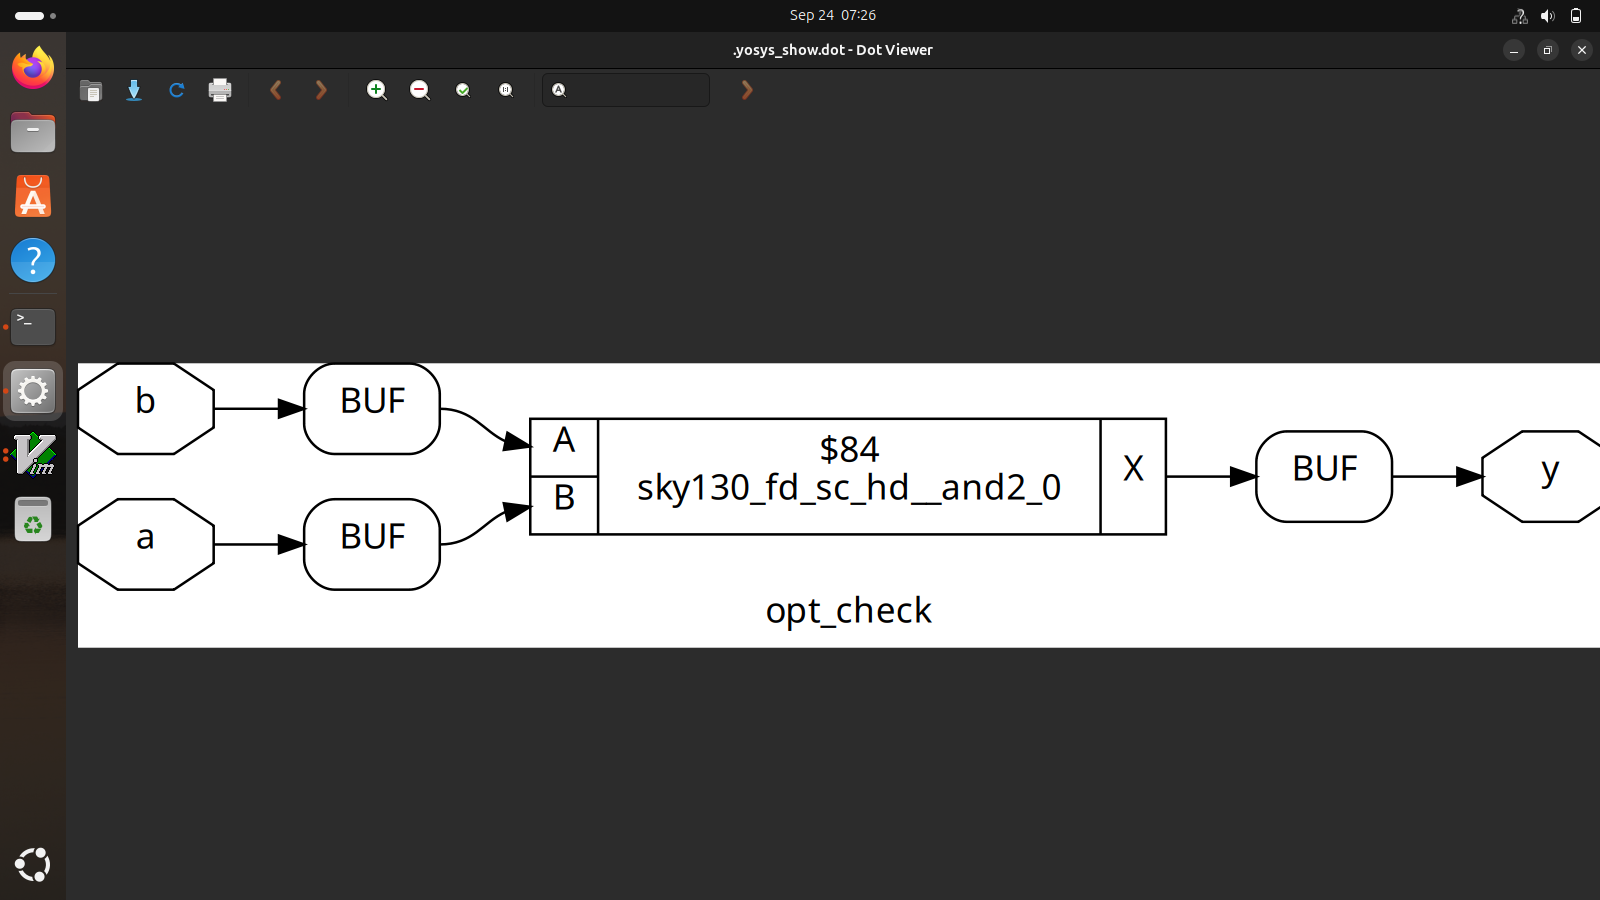 Sep 24 07:26
.yosys_show.dot - Dot Viewer
b
BUF
A
$84
sky130_fd_sc_hd__and2_0
X
BUF
y
B
a
BUF
opt_check